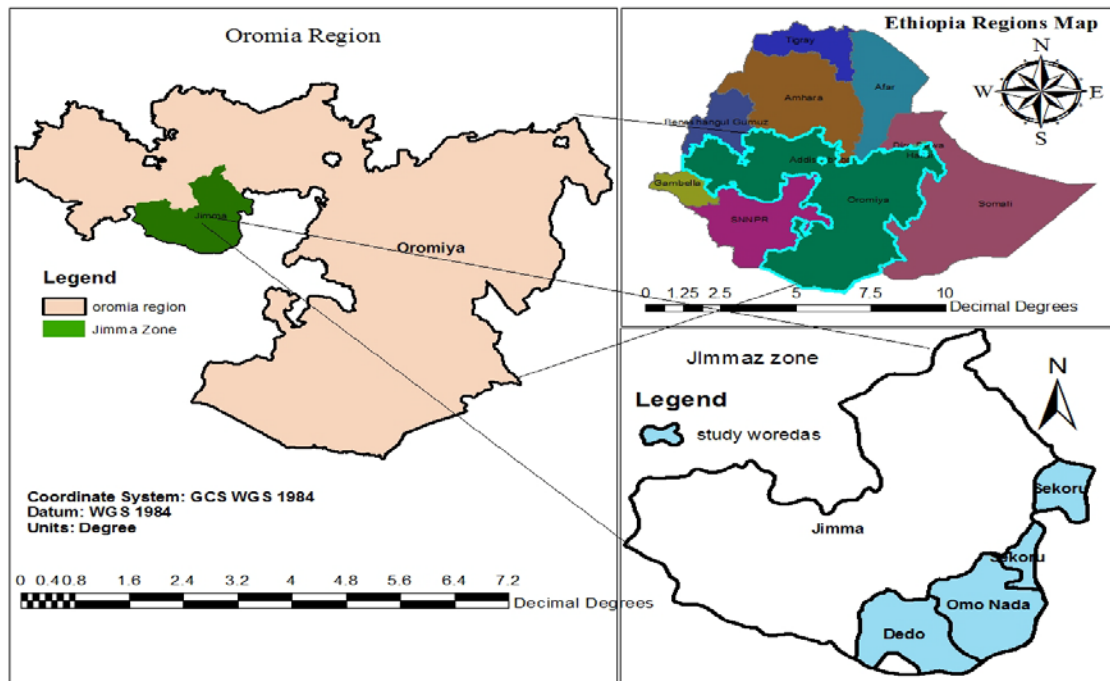 Oromia Region
Jimma
Oromiya
Legend
oromia region
Jimma Zone
Coordinate System: GCS WGS 1984
Datum: WGS 1984
Units: Degree
0 0.40.8 1.6 2.4 3.2 4 4.8 5.6 6.4 7.2
Decimal Degrees
Ethiopia Regions Map
N
W E
S
Tigray
Afar
Amhara
Gumuz
Gambella
Oromiya
SNNPR
Somali
0 1.25 2.5 5 7.5 10
Decimal Degrees
JImmaz zone
N
Legend
study woredas
Sekoru
Jimma
Sekoru
Omo Nada
Dedo